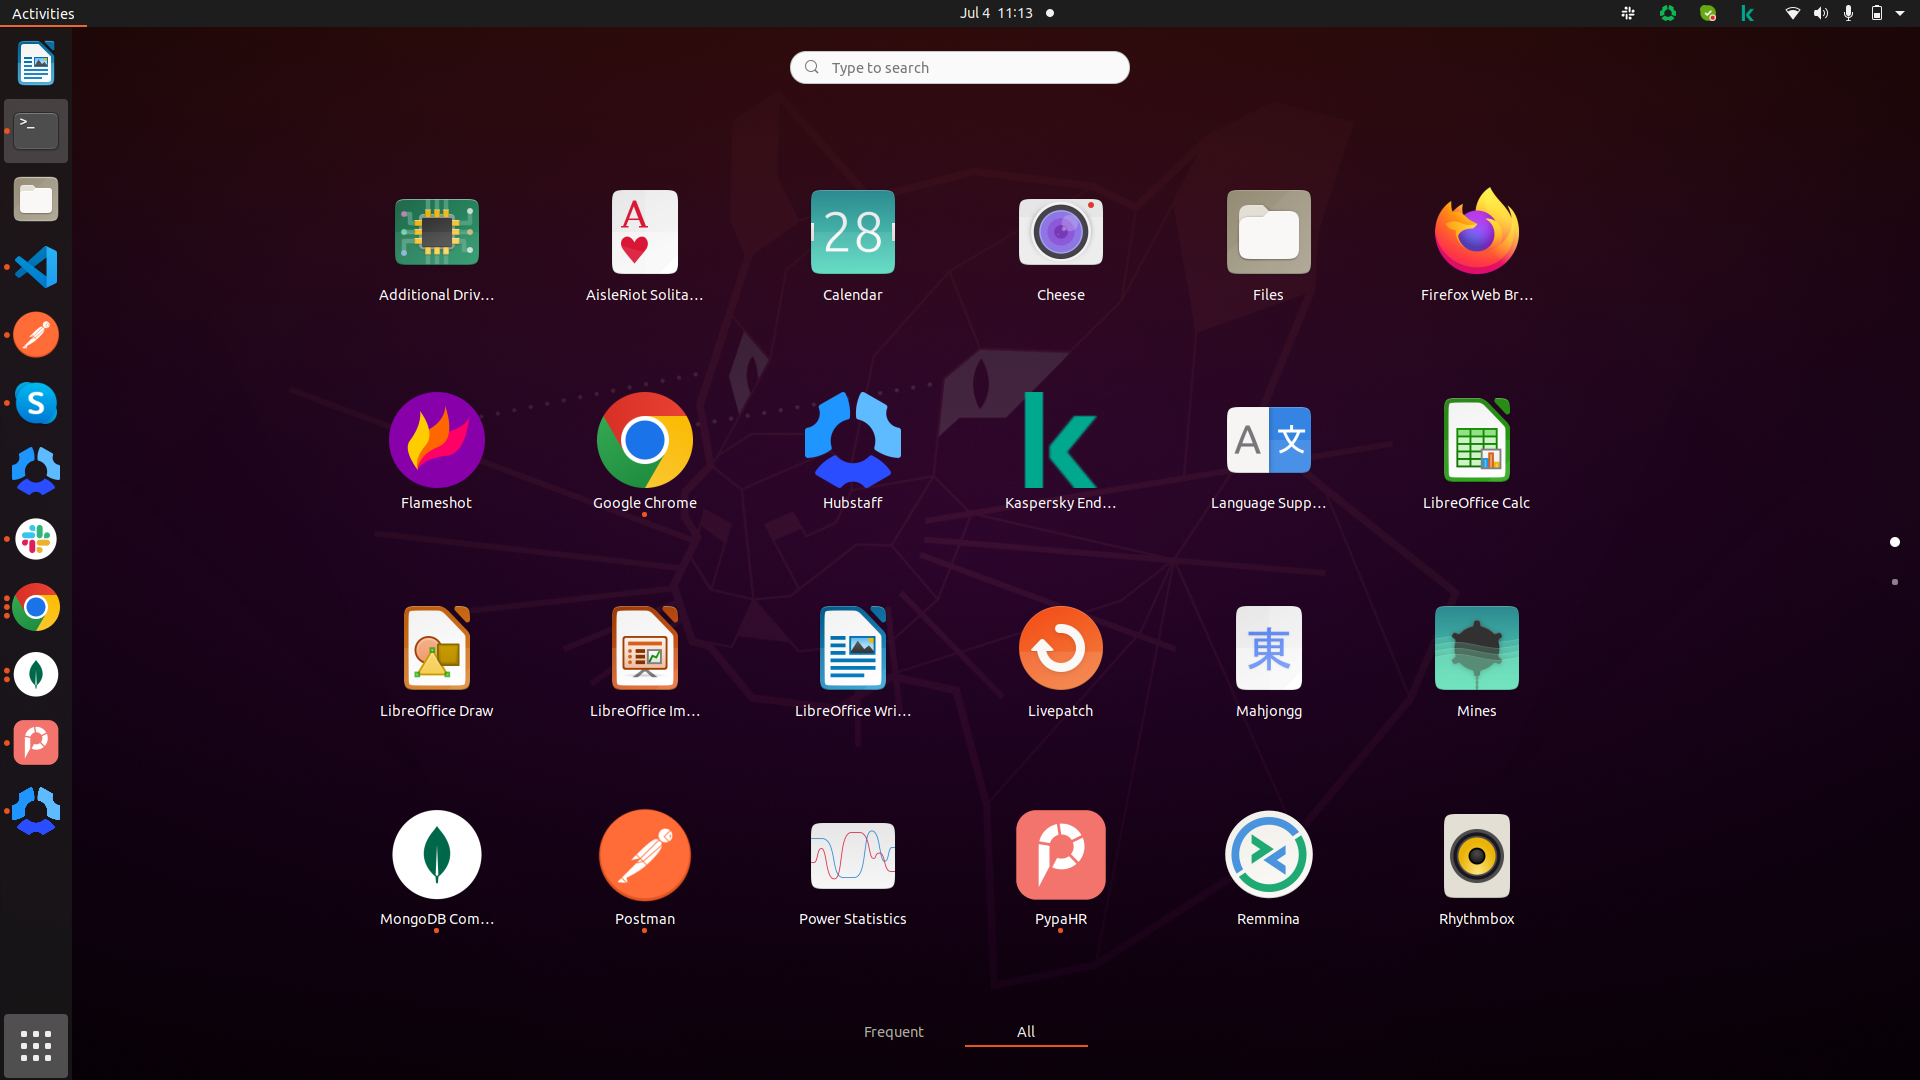 Activities
Jul 4 11:13
Type to search
A
28
Additional Driv...
AisleRiot Solita...
Calendar
Cheese
Files
Firefox Web Br...
A 文
Flameshot
Google Chrome
Hubstaff
Kaspersky End...
Language Supp...
LibreOffice Calc
東
LibreOffice Draw
LibreOffice Im...
LibreOffice Wri...
Livepatch
Mahjongg
Mines
MongoDB Com...
Postman
Power Statistics
PypaHR
Remmina
Rhythmbox
Frequent
All